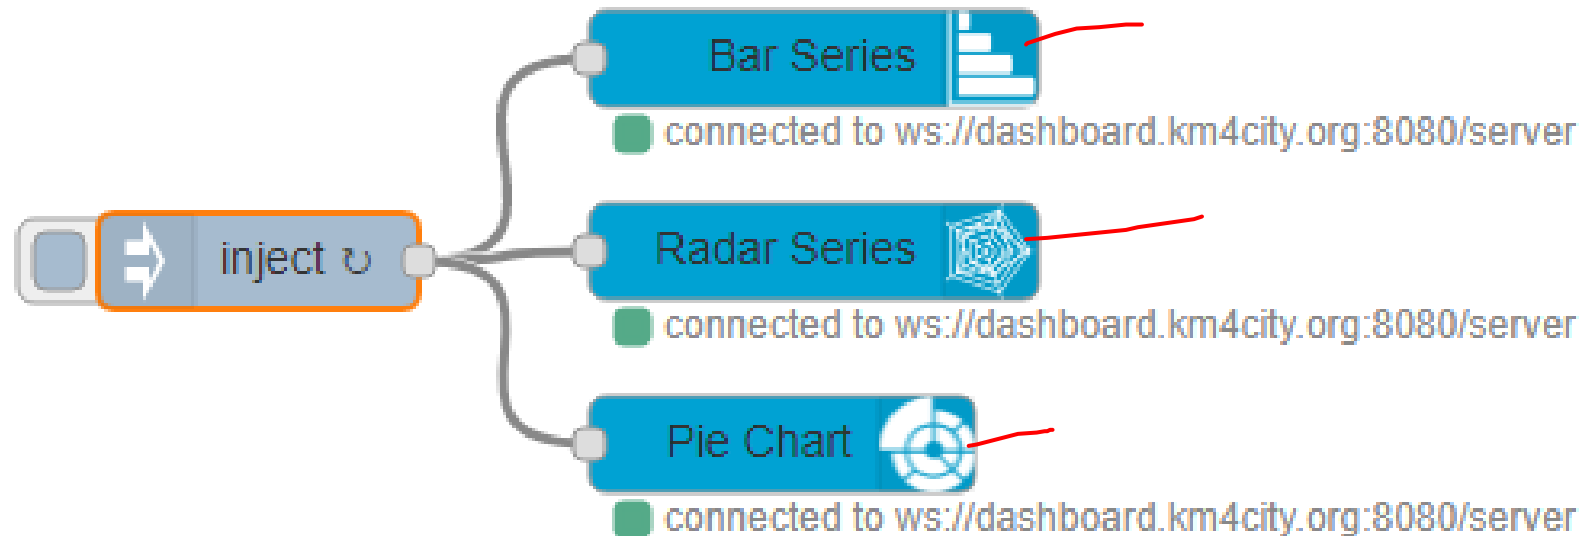 Bar Series
connected to ws://dashboard.km4city.org:8080/server
inject ↻
Radar Series
connected to ws://dashboard.km4city.org:8080/server
Pie Chart
connected to ws://dashboard.km4city.org:8080/server